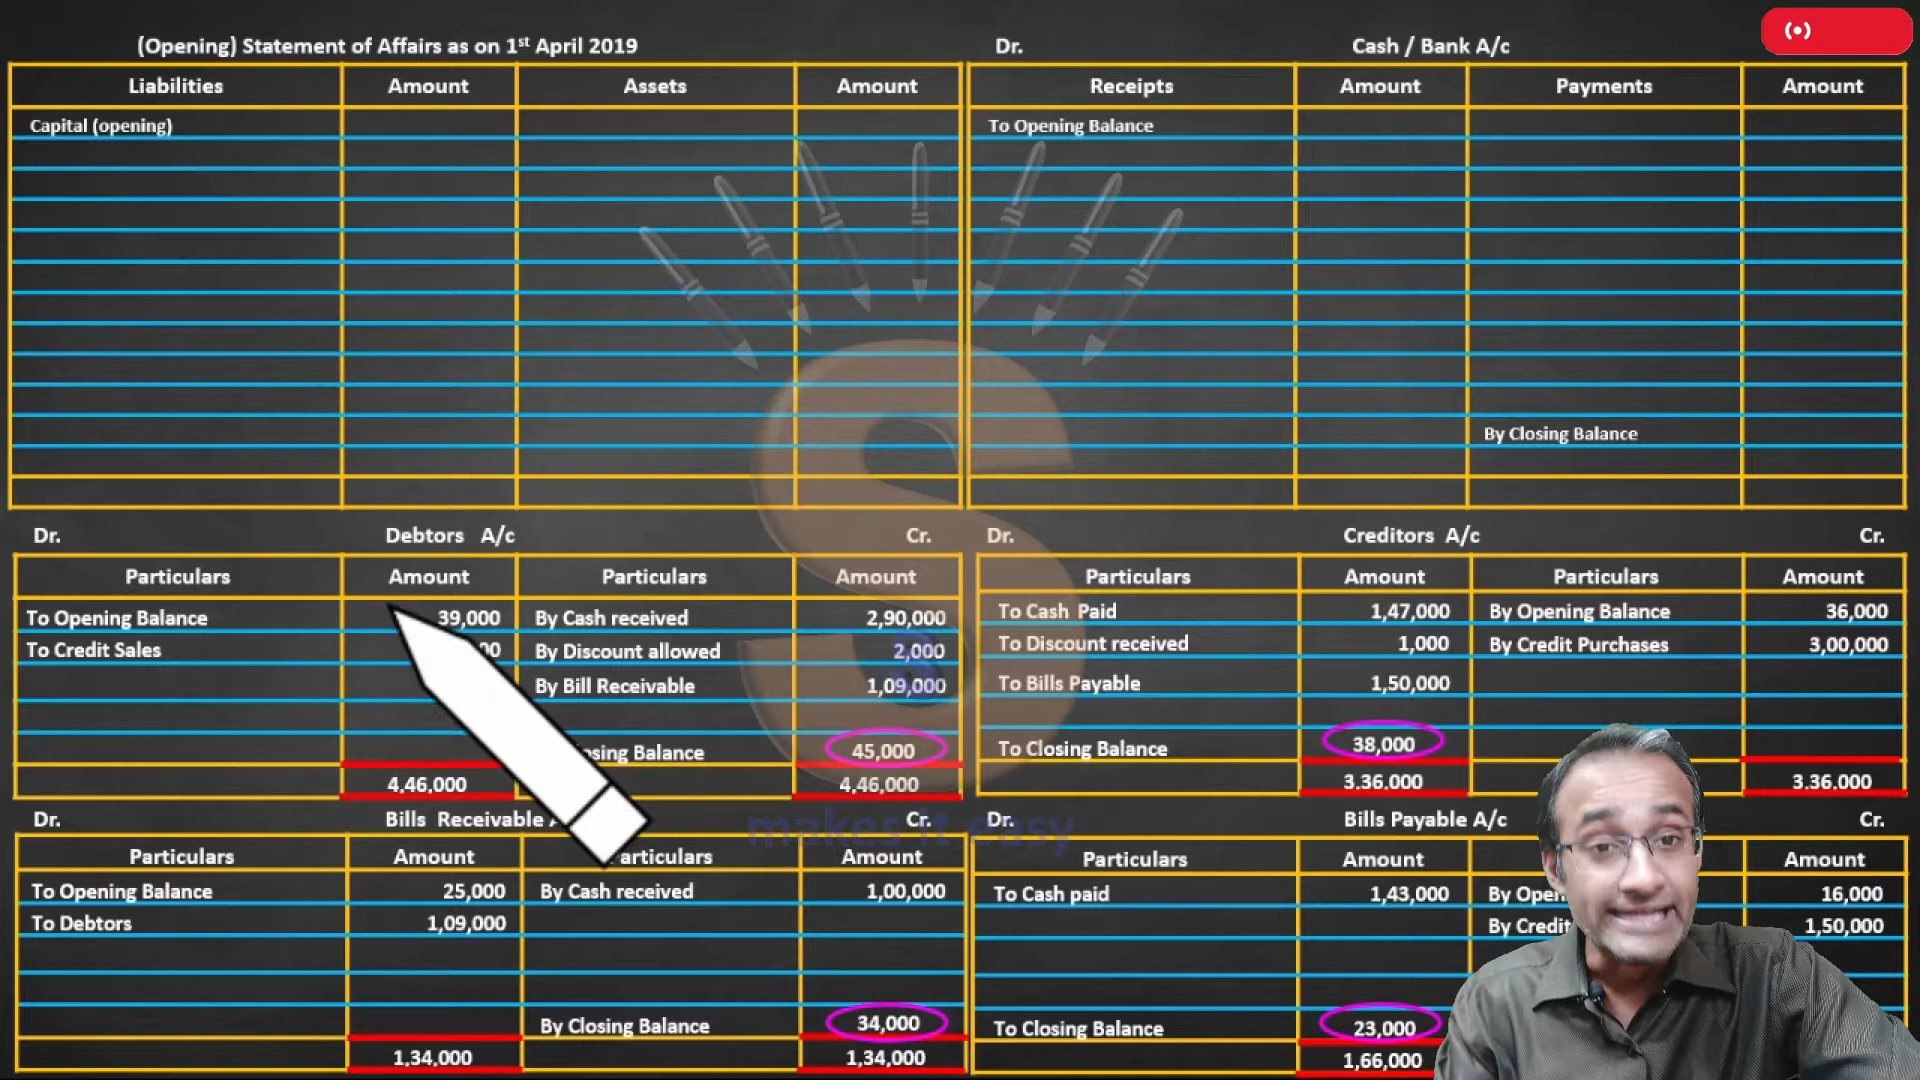 (Opening) Statement of Affairs as on 1st April 2019
Liabilities Amount Assets Amount
Capital (opening)
Dr. Cash / Bank A/c
Receipts Amount Payments Amount
To Opening Balance
By Closing Balance
Dr. Debtors A/c Cr.
Particulars Amount Particulars Amount
To Opening Balance 39,000 By Cash received 2,90,000
To Credit Sales By Discount allowed 2,000
By Bill Receivable 1,09,000
Balance 45,000
4,46,000 4,46,000
Dr. Creditors A/c Cr.
Particulars Amount Particulars Amount
To Cash Paid 1,47,000 By Opening Balance 36,000
To Discount received 1,000 By Credit Purchases 3,00,000
To Bills Payable 1,50,000
To Closing Balance 38,000
3.36.000 3.36.000
Dr. Bills Receivable Cr.
Particulars Amount articulars Amount
To Opening Balance 25,000 By Cash received 1,00,000
To Debtors 1,09,000
By Closing Balance 34,000
1,34,000 1,34,000
Dr. Bills Payable A/c Cr.
Particulars Amount Amount
To Cash paid 1,43,000 By 16,000
By Credit 1,50,000
To Closing Balance 23,000
1,66,000
makes it easy